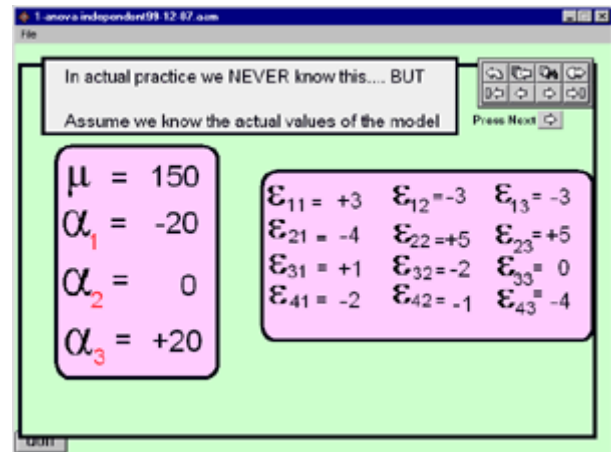 1-anova-independent99-12-07.asm
File
In actual practice we NEVER know this.... BUT
Assume we know the actual values of the model
Press Next
μ = 150
α1 = -20
α2 = 0
α3 = +20
ε11 = +3 ε12 = -3 ε13 = -3
ε21 = -4 ε22 = +5 ε23 = +5
ε31 = +1 ε32 = -2 ε33 = 0
ε41 = -2 ε42 = -1 ε43 = -4